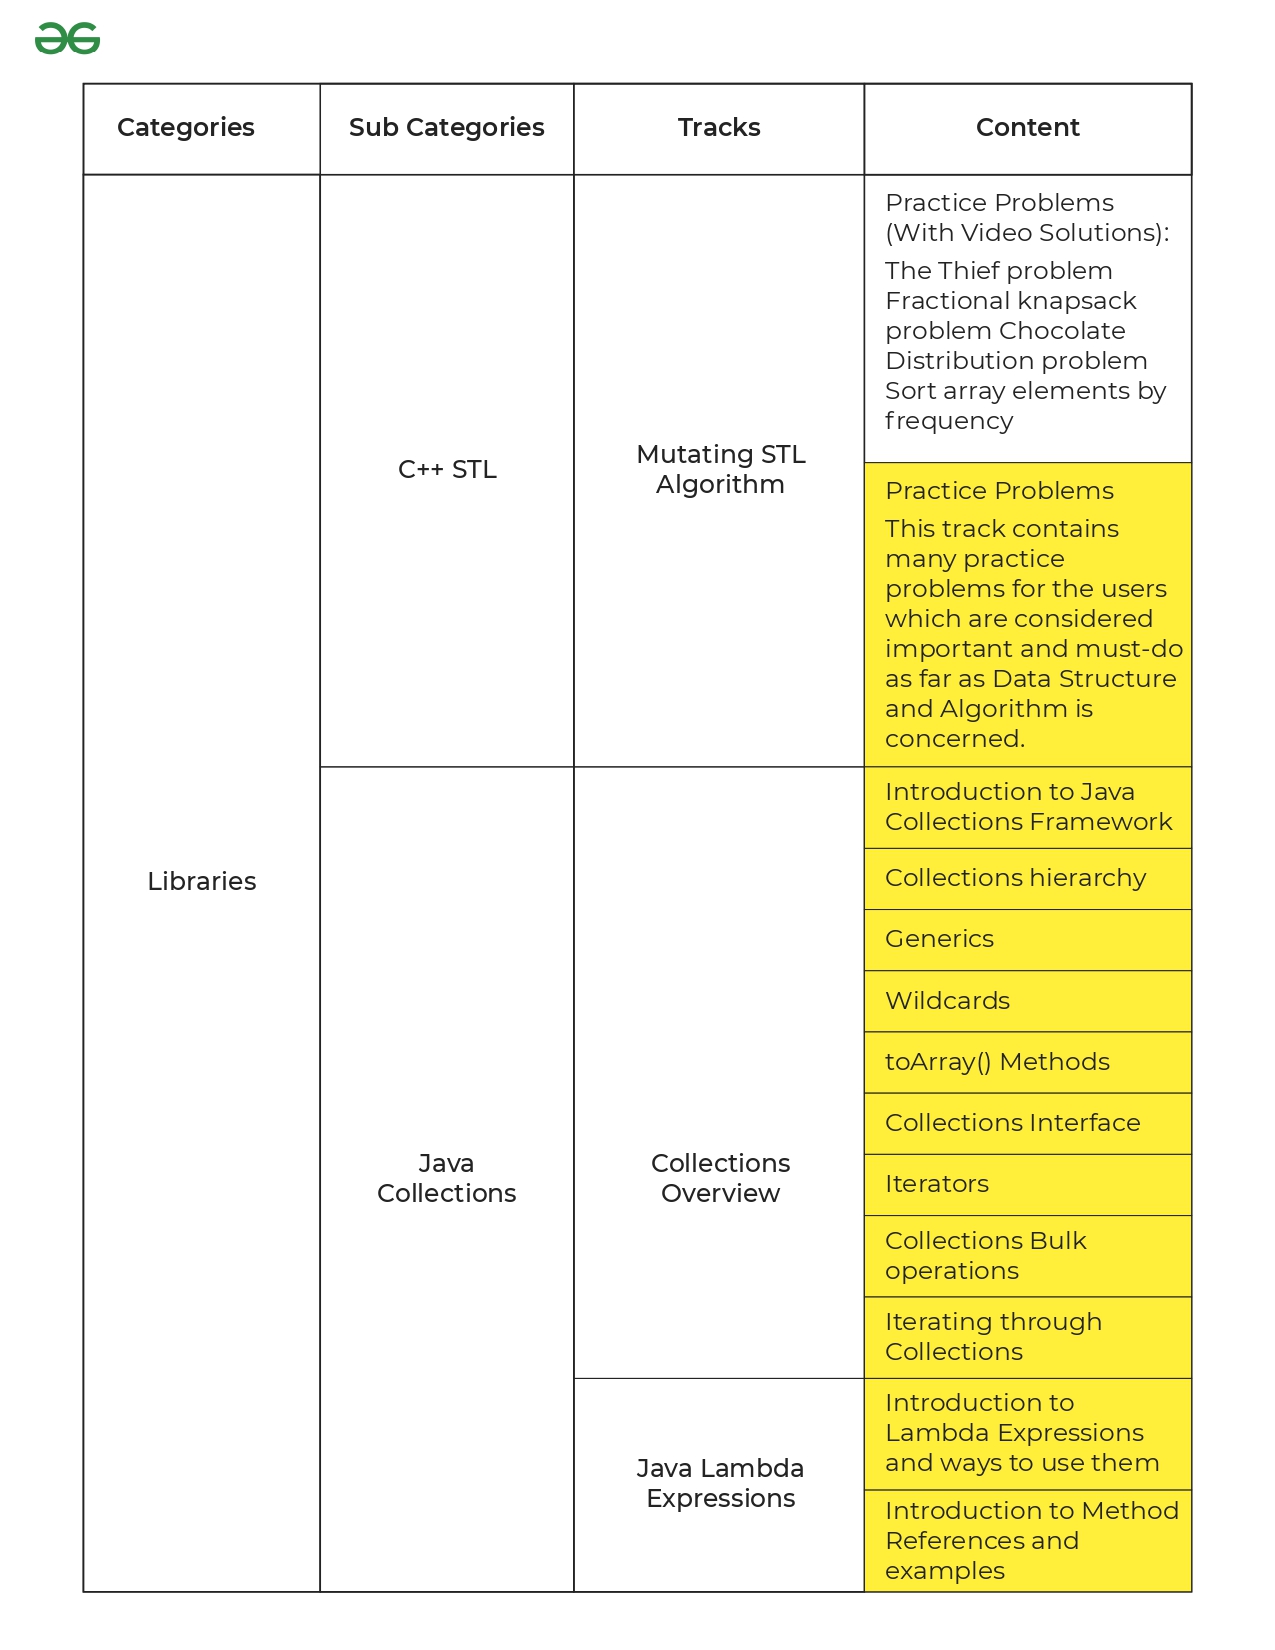 Categories
Sub Categories
Tracks
Content
Libraries
C++ STL
Mutating STL
Algorithm
Practice Problems
(With Video Solutions):
The Thief problem
Fractional knapsack
problem Chocolate
Distribution problem
Sort array elements by
frequency
Practice Problems
This track contains
many practice
problems for the users
which are considered
important and must-do
as far as Data Structure
and Algorithm is
concerned.
Java
Collections
Collections
Overview
Introduction to Java
Collections Framework
Collections hierarchy
Generics
Wildcards
toArray() Methods
Collections Interface
Iterators
Collections Bulk
operations
Iterating through
Collections
Java Lambda
Expressions
Introduction to
Lambda Expressions
and ways to use them
Introduction to Method
References and
examples